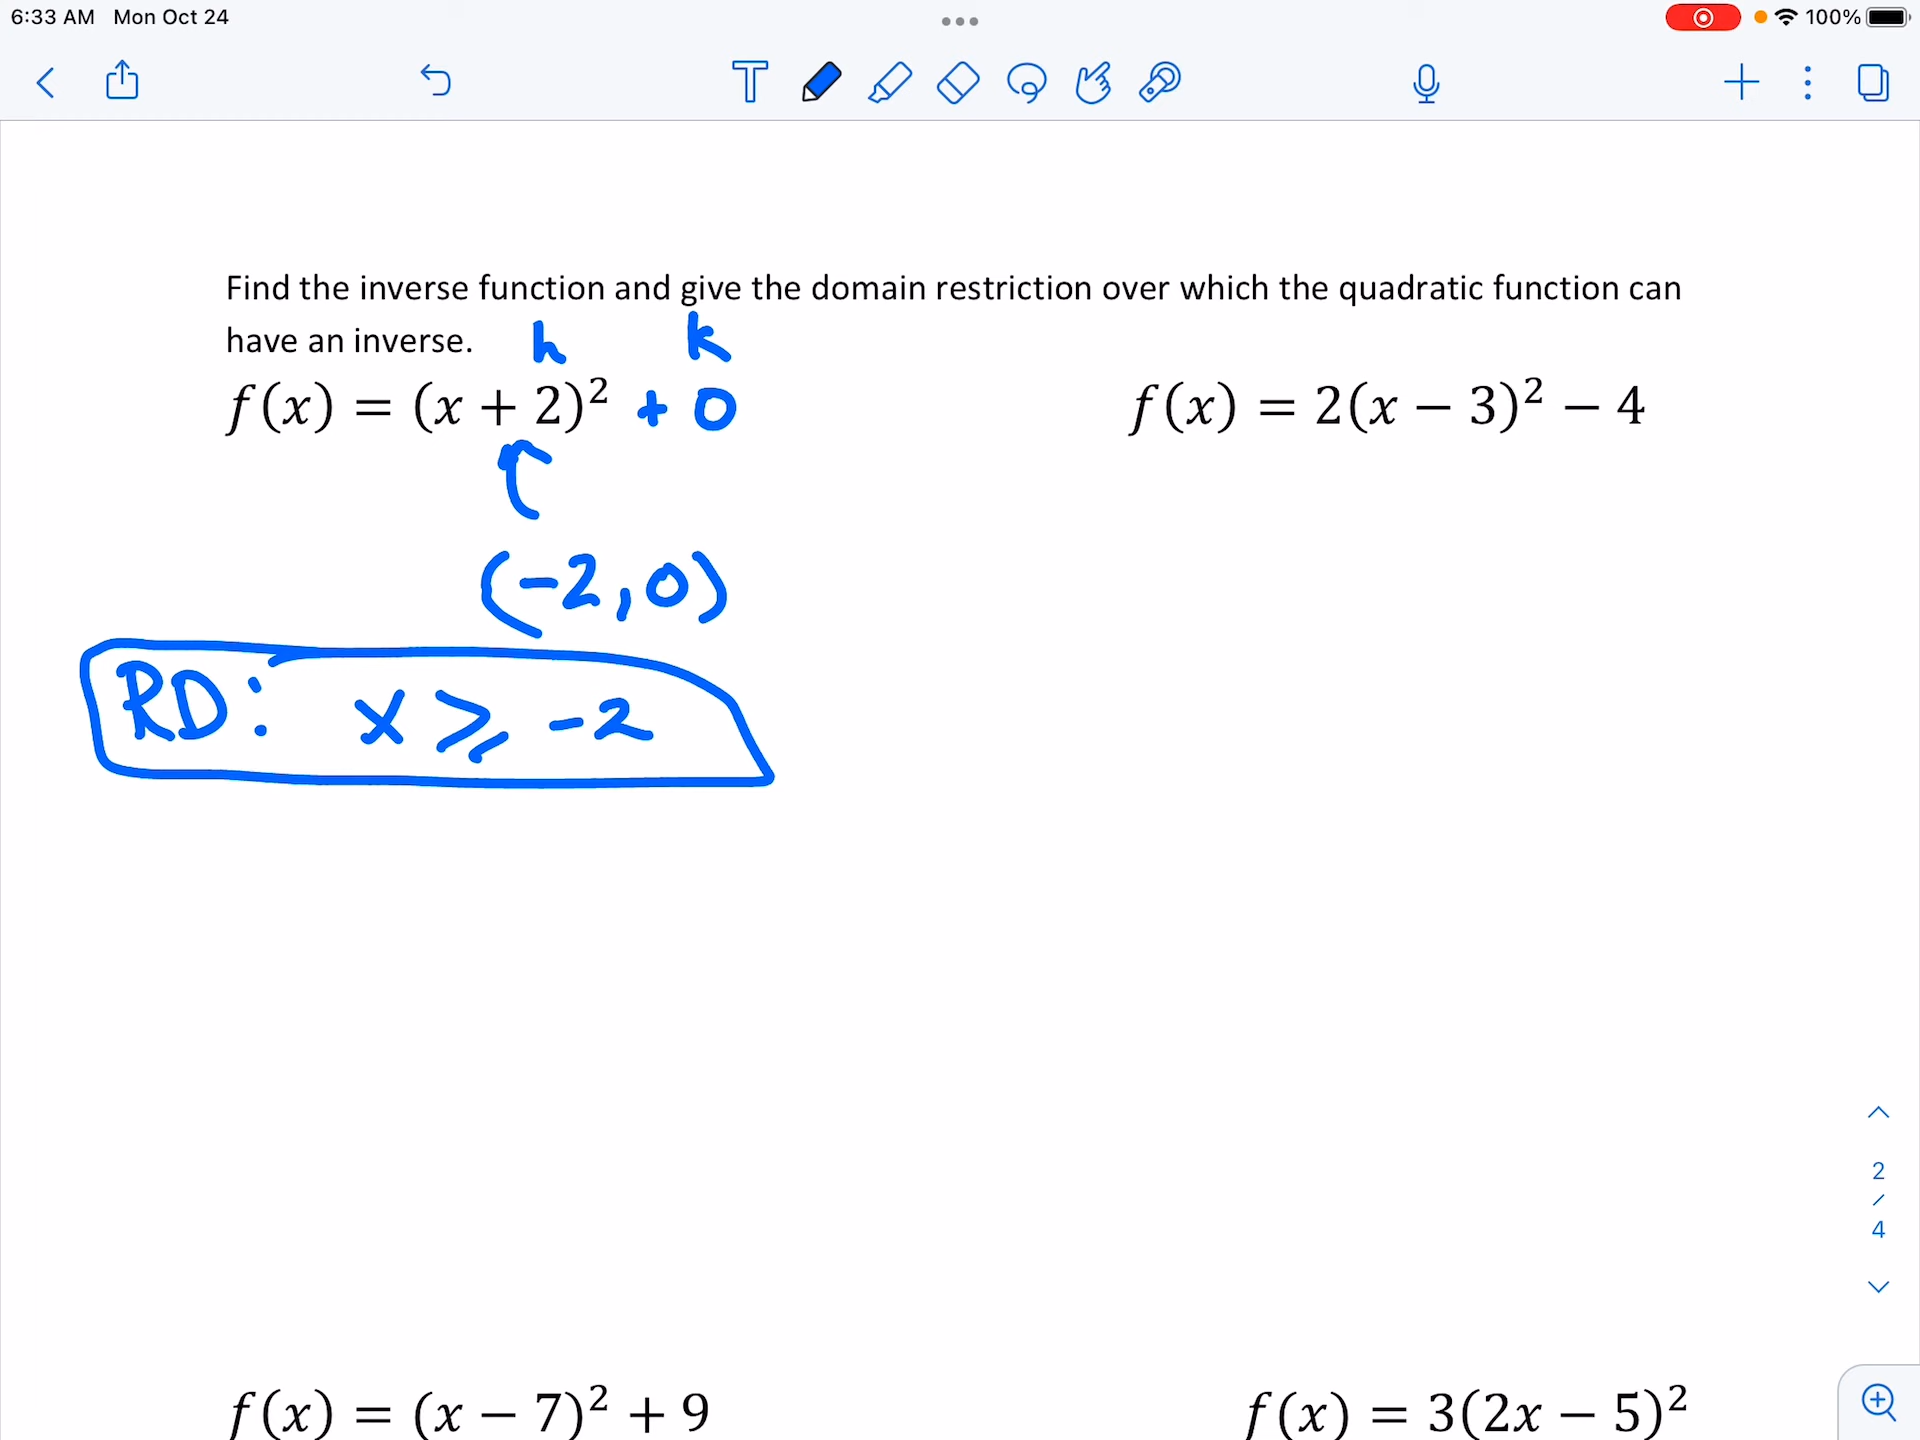 6:33 AM Mon Oct 24
100%
Find the inverse function and give the domain restriction over which the quadratic function can
have an inverse.
h k
f(x) = (x + 2)² + 0
f(x) = 2(x − 3)² − 4
(-2, 0)
RD: x ≥ -2
2
/
4
f(x) = (x − 7)² + 9
f(x) = 3(2x − 5)²